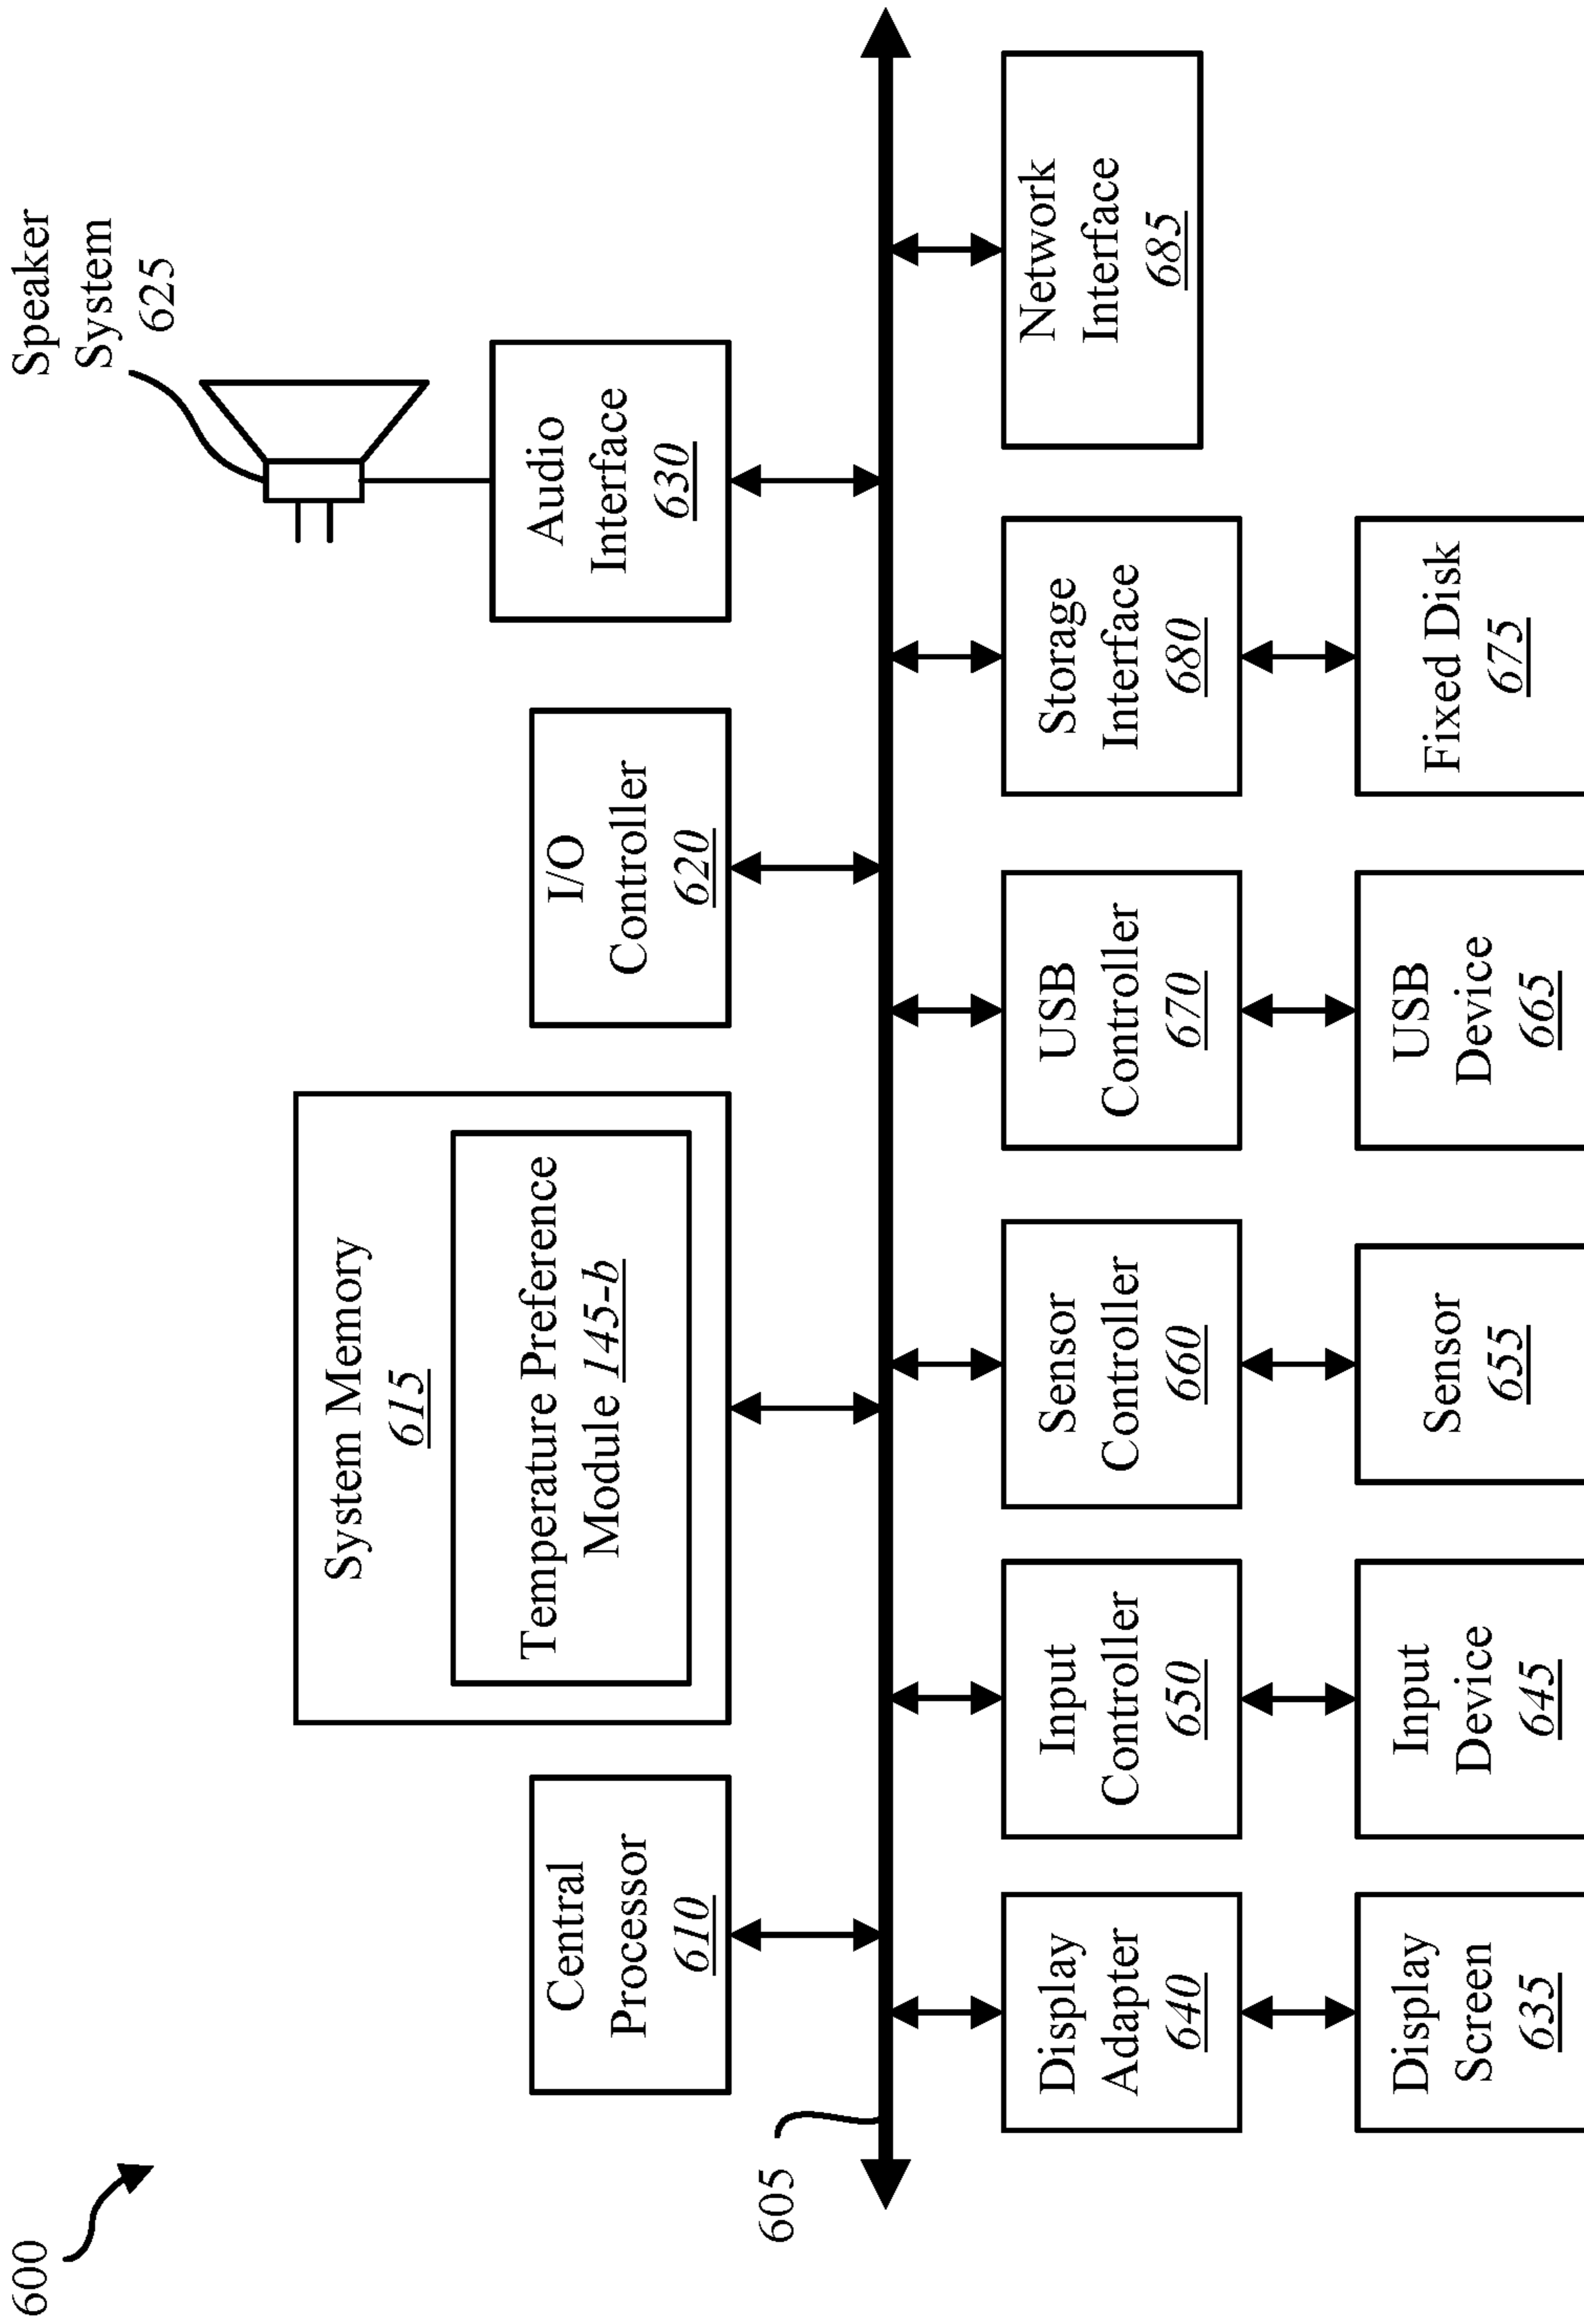 600
Speaker
System
625
System Memory
615
Temperature Preference
Module 145-b
Central
Processor
610
I/O
Controller
620
Audio
Interface
630
605
Display
Adapter
640
Input
Controller
650
Sensor
Controller
660
USB
Controller
670
Storage
Interface
680
Network
Interface
685
Display
Screen
635
Input
Device
645
Sensor
655
USB
Device
665
Fixed Disk
675